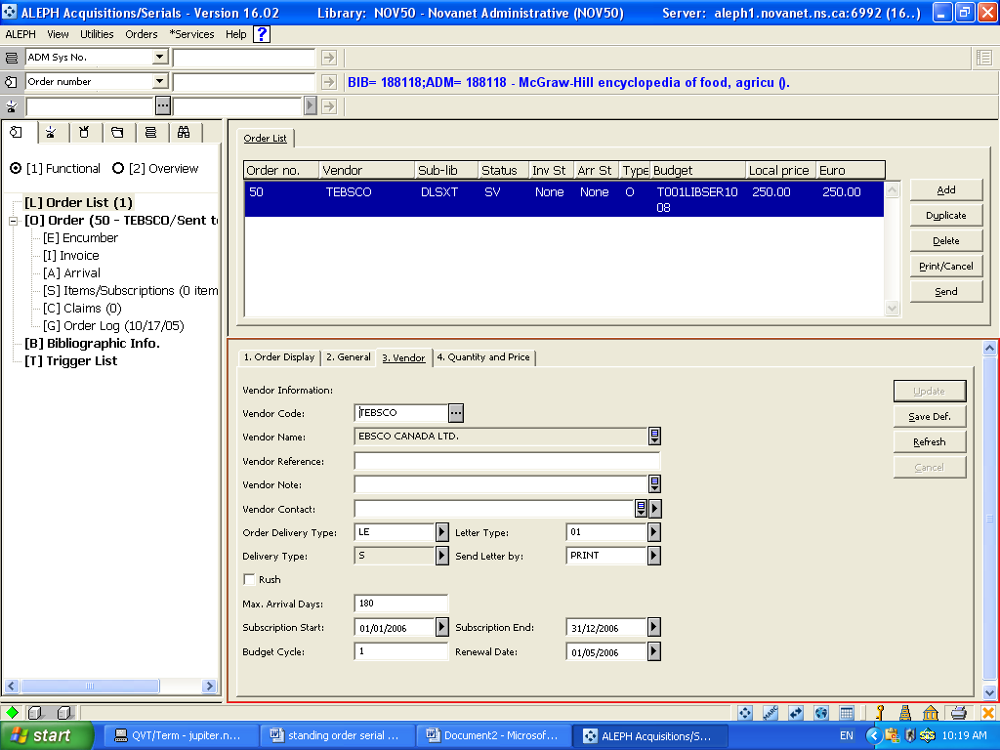 ALEPH Acquisitions/Serials - Version 16.02 Library: NOV50 - Novanet Administrative (NOV50) Server: aleph1.novanet.ns.ca:6992 (16..)
ALEPH View Utilities Orders *Services Help ?
ADM Sys No.
Order number BIB= 188118;ADM= 188118 - McGraw-Hill encyclopedia of food, agricu ().
[1] Functional [2] Overview
[L] Order List (1)
[O] Order (50 - TEBSCO/Sent t
[E] Encumber
[I] Invoice
[A] Arrival
[S] Items/Subscriptions (0 item
[C] Claims (0)
[G] Order Log (10/17/05)
[B] Bibliographic Info.
[T] Trigger List
Order List
Order no. Vendor Sub-lib Status Inv St Arr St Type Budget Local price Euro
50 TEBSCO DLSXT SV None None O T001LIBSER10 250.00 250.00
08
Add
Duplicate
Delete
Print/Cancel
Send
1. Order Display 2. General 3. Vendor 4. Quantity and Price
Vendor Information:
Vendor Code: TEBSCO ...
Vendor Name: EBSCO CANADA LTD.
Vendor Reference:
Vendor Note:
Vendor Contact:
Order Delivery Type: LE Letter Type: 01
Delivery Type: S Send Letter by: PRINT
Rush
Max. Arrival Days: 180
Subscription Start: 01/01/2006 Subscription End: 31/12/2006
Budget Cycle: 1 Renewal Date: 01/05/2006
Update
Save Def.
Refresh
Cancel
MARC
start QVT/Term - jupiter.n... standing order serial ... Document2 - Microsof... ALEPH Acquisitions/S... EN 10:19 AM